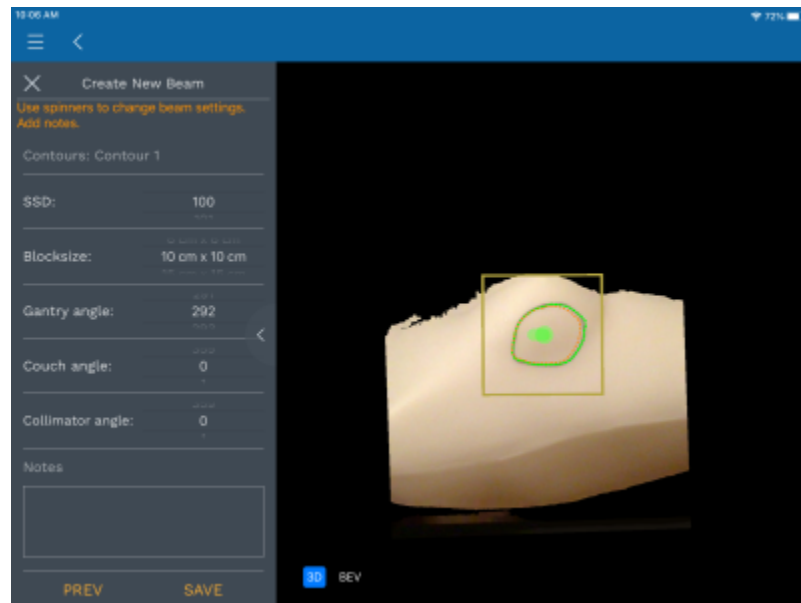 10:06 AM
72%
Create New Beam
Use spinners to change beam settings.
Add notes.
Contours: Contour 1
SSD:
100
Blocksize:
10 cm x 10 cm
Gantry angle:
292
Couch angle:
0
Collimator angle:
0
Notes
PREV
SAVE
3D
BEV